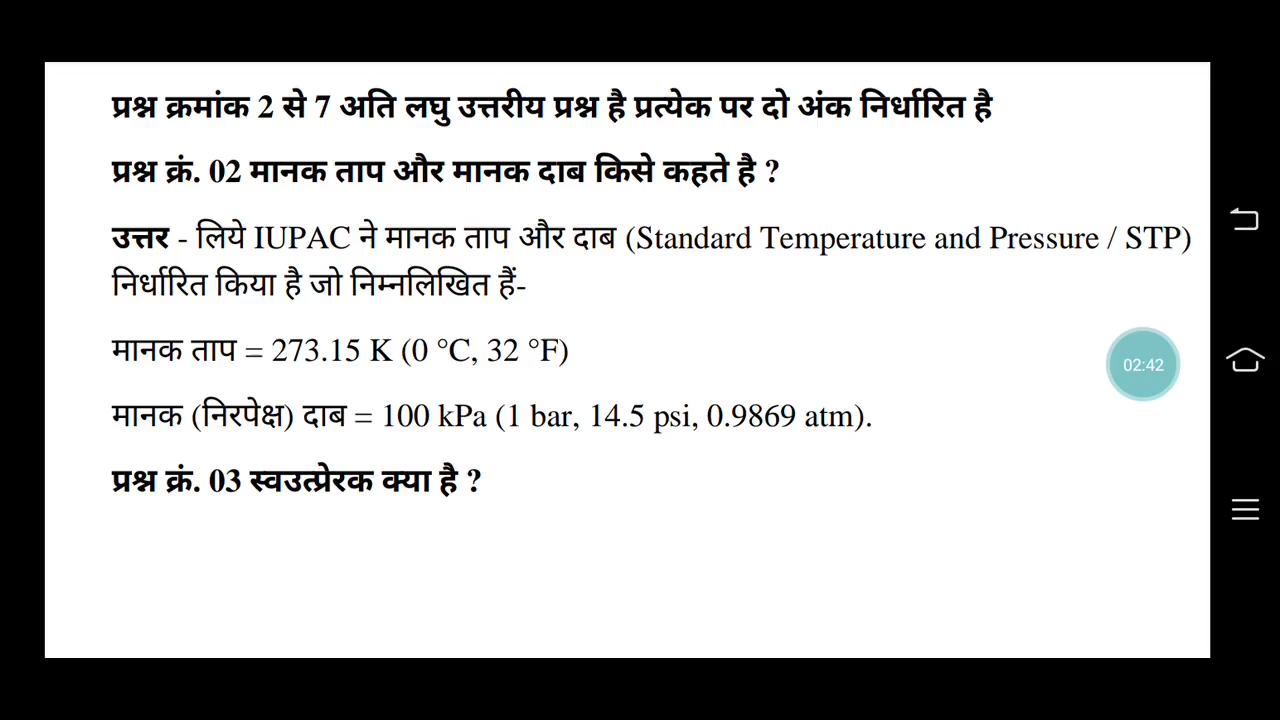 प्रश्न क्रमांक 2 से 7 अति लघु उत्तरीय प्रश्न है प्रत्येक पर दो अंक निर्धारित है
प्रश्न क्रं. 02 मानक ताप और मानक दाब किसे कहते है ?
उत्तर - लिये IUPAC ने मानक ताप और दाब (Standard Temperature and Pressure / STP)
निर्धारित किया है जो निम्नलिखित हैं-
मानक ताप = 273.15 K (0 °C, 32 °F)
02:42
मानक (निरपेक्ष) दाब = 100 kPa (1 bar, 14.5 psi, 0.9869 atm).
प्रश्न क्रं. 03 स्वउत्प्रेरक क्या है ?